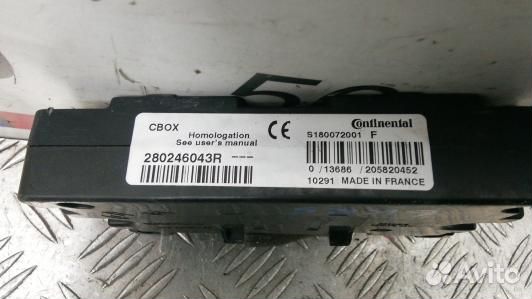 CBOX
Homologation
See user's manual
280246043R
CE
Continental
S180072001 F
0 /13686 /205820452
10291 MADE IN FRANCE
Avito